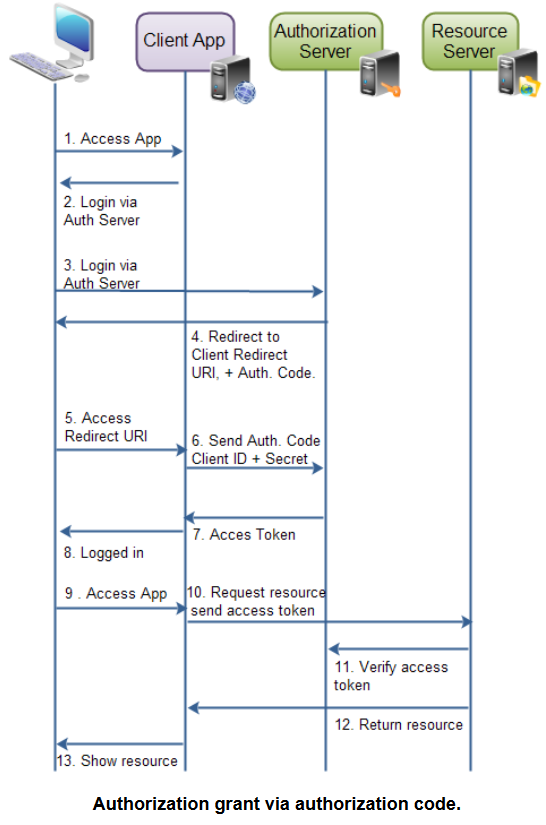 Client App
Authorization
Server
Resource
Server
1. Access App
2. Login via
Auth Server
3. Login via
Auth Server
4. Redirect to
Client Redirect
URI, + Auth. Code.
5. Access
Redirect URI
6. Send Auth. Code
Client ID + Secret
7. Acces Token
8. Logged in
9 . Access App
10. Request resource
send access token
11. Verify access
token
12. Return resource
13. Show resource
Authorization grant via authorization code.